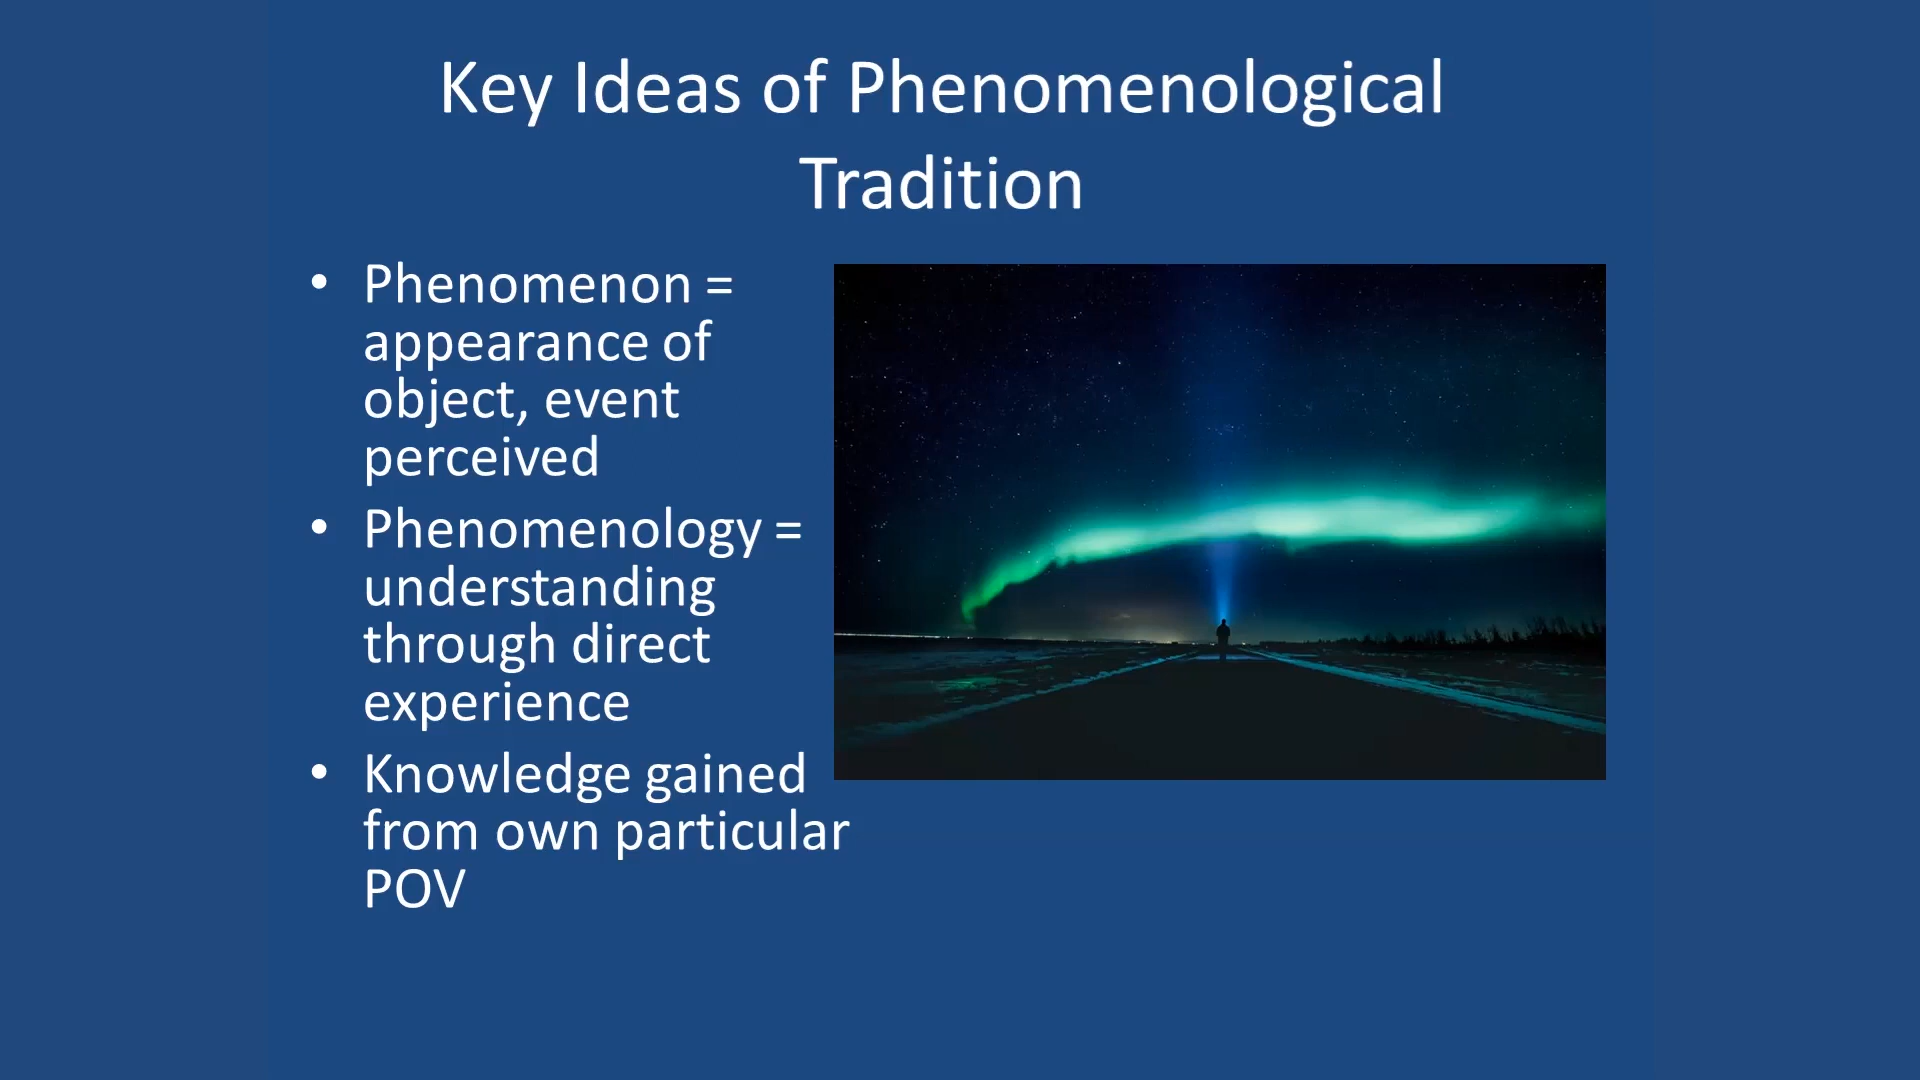 Key Ideas of Phenomenological
Tradition
• Phenomenon =
appearance of
object, event
perceived
• Phenomenology =
understanding
through direct
experience
• Knowledge gained
from own particular
POV